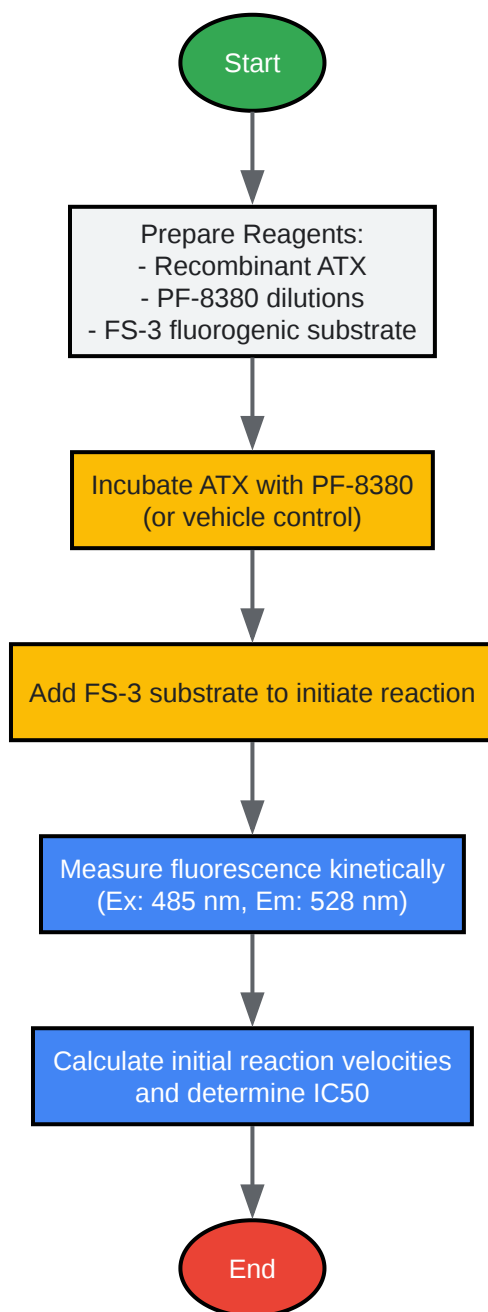 Start
Prepare Reagents:
- Recombinant ATX
- PF-8380 dilutions
- FS-3 fluorogenic substrate
Incubate ATX with PF-8380
(or vehicle control)
Add FS-3 substrate to initiate reaction
Measure fluorescence kinetically
(Ex: 485 nm, Em: 528 nm)
Calculate initial reaction velocities
and determine IC50
End